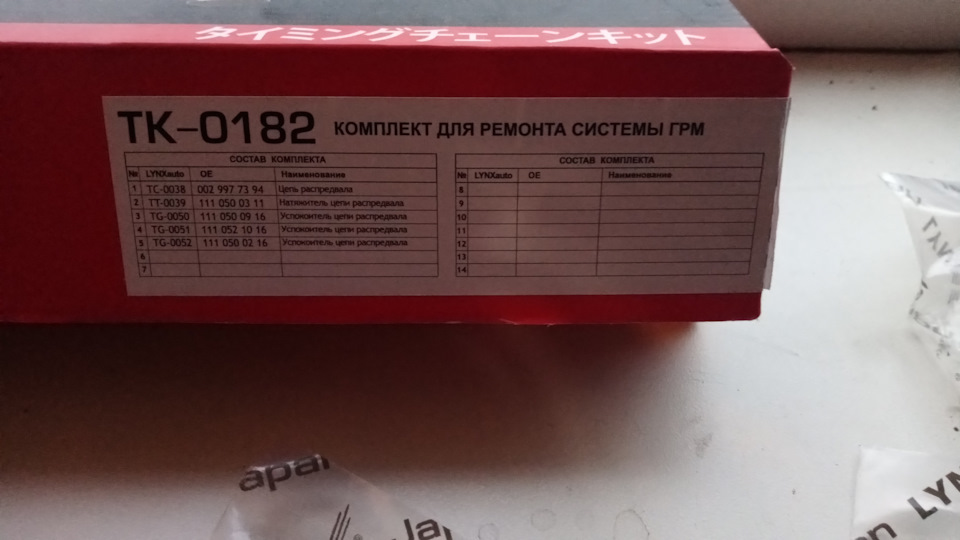 タイミングチェーンキット
TK-0182 КОМПЛЕКТ ДЛЯ РЕМОНТА СИСТЕМЫ ГРМ
СОСТАВ КОМПЛЕКТА
№ LYNXauto OE Наименование
1 TC-0038 002 997 73 94 Цепь распредвала
2 TT-0039 111 050 03 11 Натяжитель цепи распредвала
3 TG-0050 111 050 09 16 Успокоитель цепи распредвала
4 TG-0051 111 052 10 16 Успокоитель цепи распредвала
5 TG-0052 111 050 02 16 Успокоитель цепи распредвала
6
7
СОСТАВ КОМПЛЕКТА
№ LYNXauto OE Наименование
8
9
10
11
12
13
14
apan
Ja
LYN